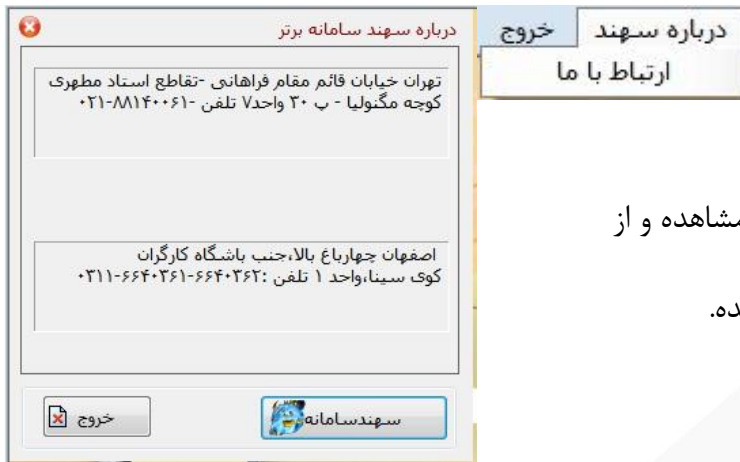 درباره سهند سامانه برتر
درباره سهند
خروج
ارتباط با ما
تهران خیابان قائم مقام فراهانی -تقاطع استاد مطهری
کوچه مگنولیا - پ ۳۰ واحد۷ تلفن -۸۸۱۴۰۰۶۱-۰۲۱
مشاهده و از
اصفهان چهارباغ بالا،جنب باشگاه کارگران
کوی سینا،واحد ۱ تلفن :۶۶۴۰۳۶۲-۶۶۴۰۳۶۱-۰۳۱۱
ده.
سهندسامانه
خروج